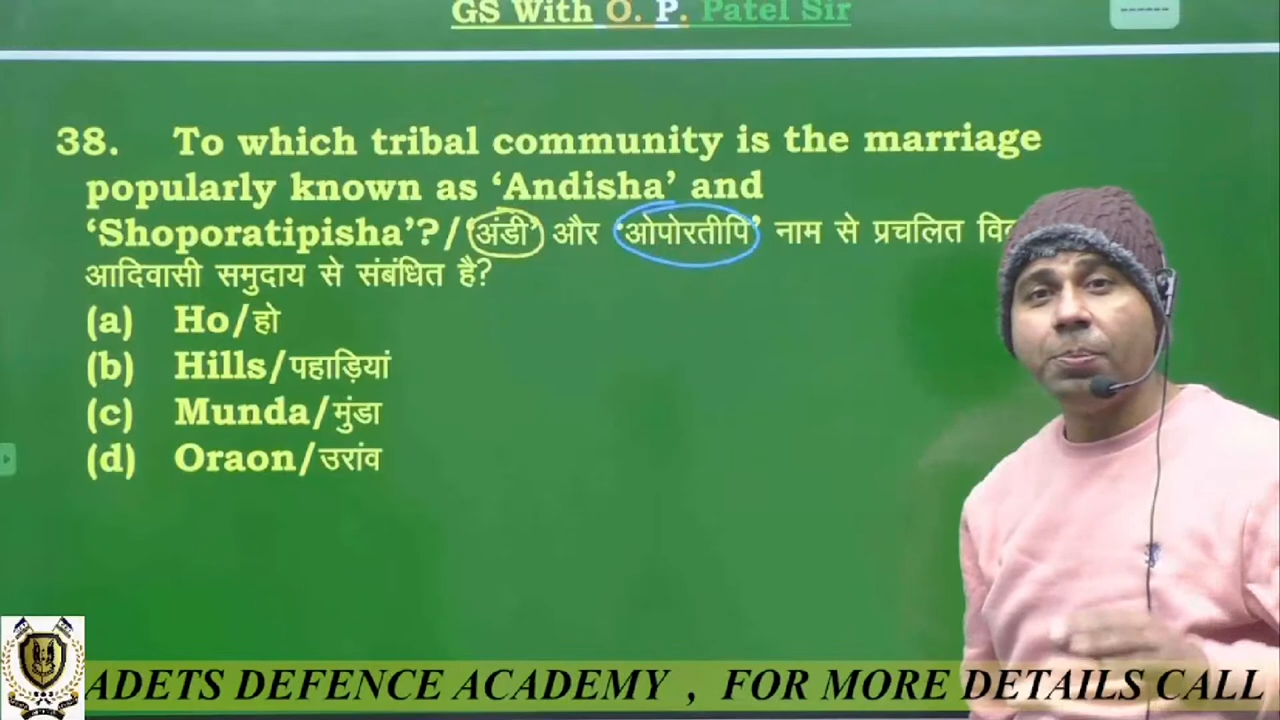 GS With O. P. Patel Sir
38. To which tribal community is the marriage
popularly known as ‘Andisha’ and
‘Shoporatipisha’?/‘अंडी’ और ‘ओपोरतीपि’ नाम से प्रचलित
आदिवासी समुदाय से संबंधित है?
(a) Ho/हो
(b) Hills/पहाड़ियां
(c) Munda/मुंडा
(d) Oraon/उरांव
ADETS DEFENCE ACADEMY , FOR MORE DETAILS CALL